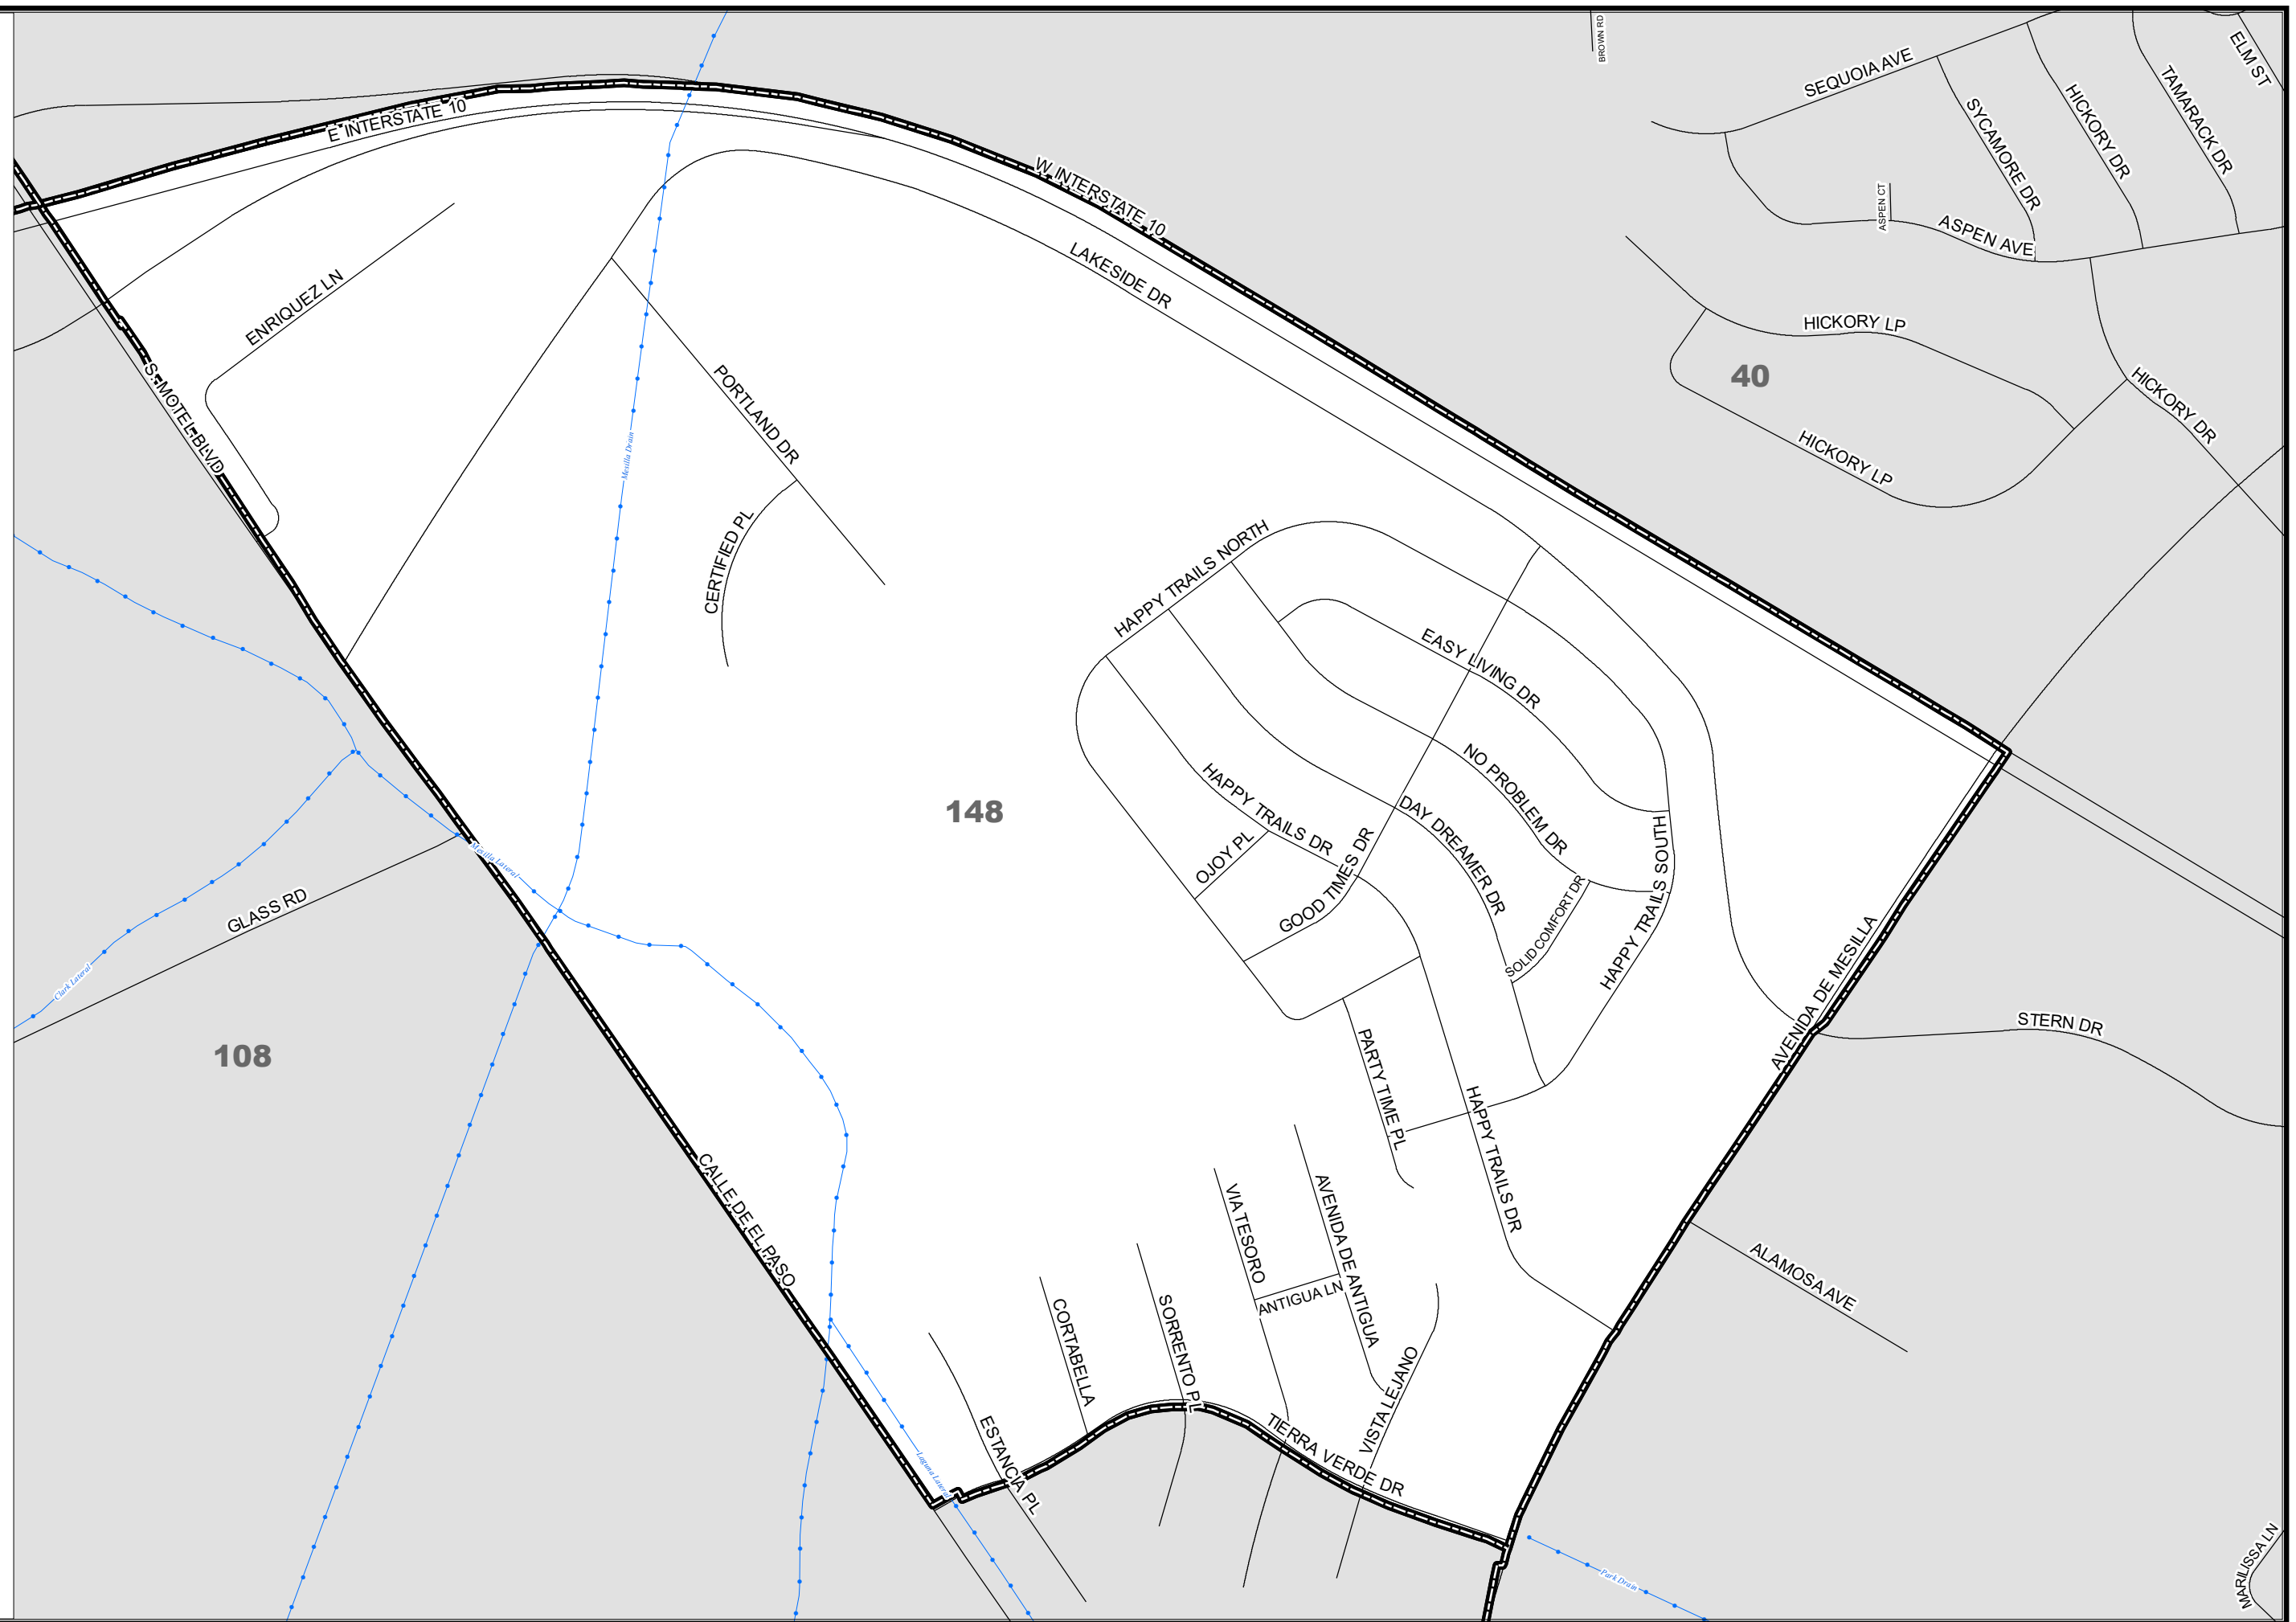 BROWN RD
ELM ST
SEQUOIA AVE
TAMARACK DR
HICKORY DR
SYCAMORE DR
E INTERSTATE 10
W INTERSTATE 10
ASPEN CT
ASPEN AVE
LAKESIDE DR
ENRIQUEZ LN
HICKORY LP
40
HICKORY DR
S. MOTEL BLVD
PORTLAND DR
HICKORY LP
Mesilla Drain
CERTIFIED PL
HAPPY TRAILS NORTH
EASY LIVING DR
NO PROBLEM DR
148
HAPPY TRAILS DR
DAY DREAMER DR
HAPPY TRAILS SOUTH
OJOY PL
GOOD TIMES DR
Mesilla Lateral
SOLID COMFORT DR
GLASS RD
AVENIDA DE MESILLA
Clark Lateral
STERN DR
108
PARTY TIME PL
HAPPY TRAILS DR
CALLE DE EL PASO
VIA TESORO
AVENIDA DE ANTIGUA
ALAMOSA AVE
ANTIGUA LN
CORTABELLA
SORRENTO PL
VISTA LEJANO
ESTANCIA PL
TIERRA VERDE DR
Laguna Lateral
Park Drain
MARILISSA LN